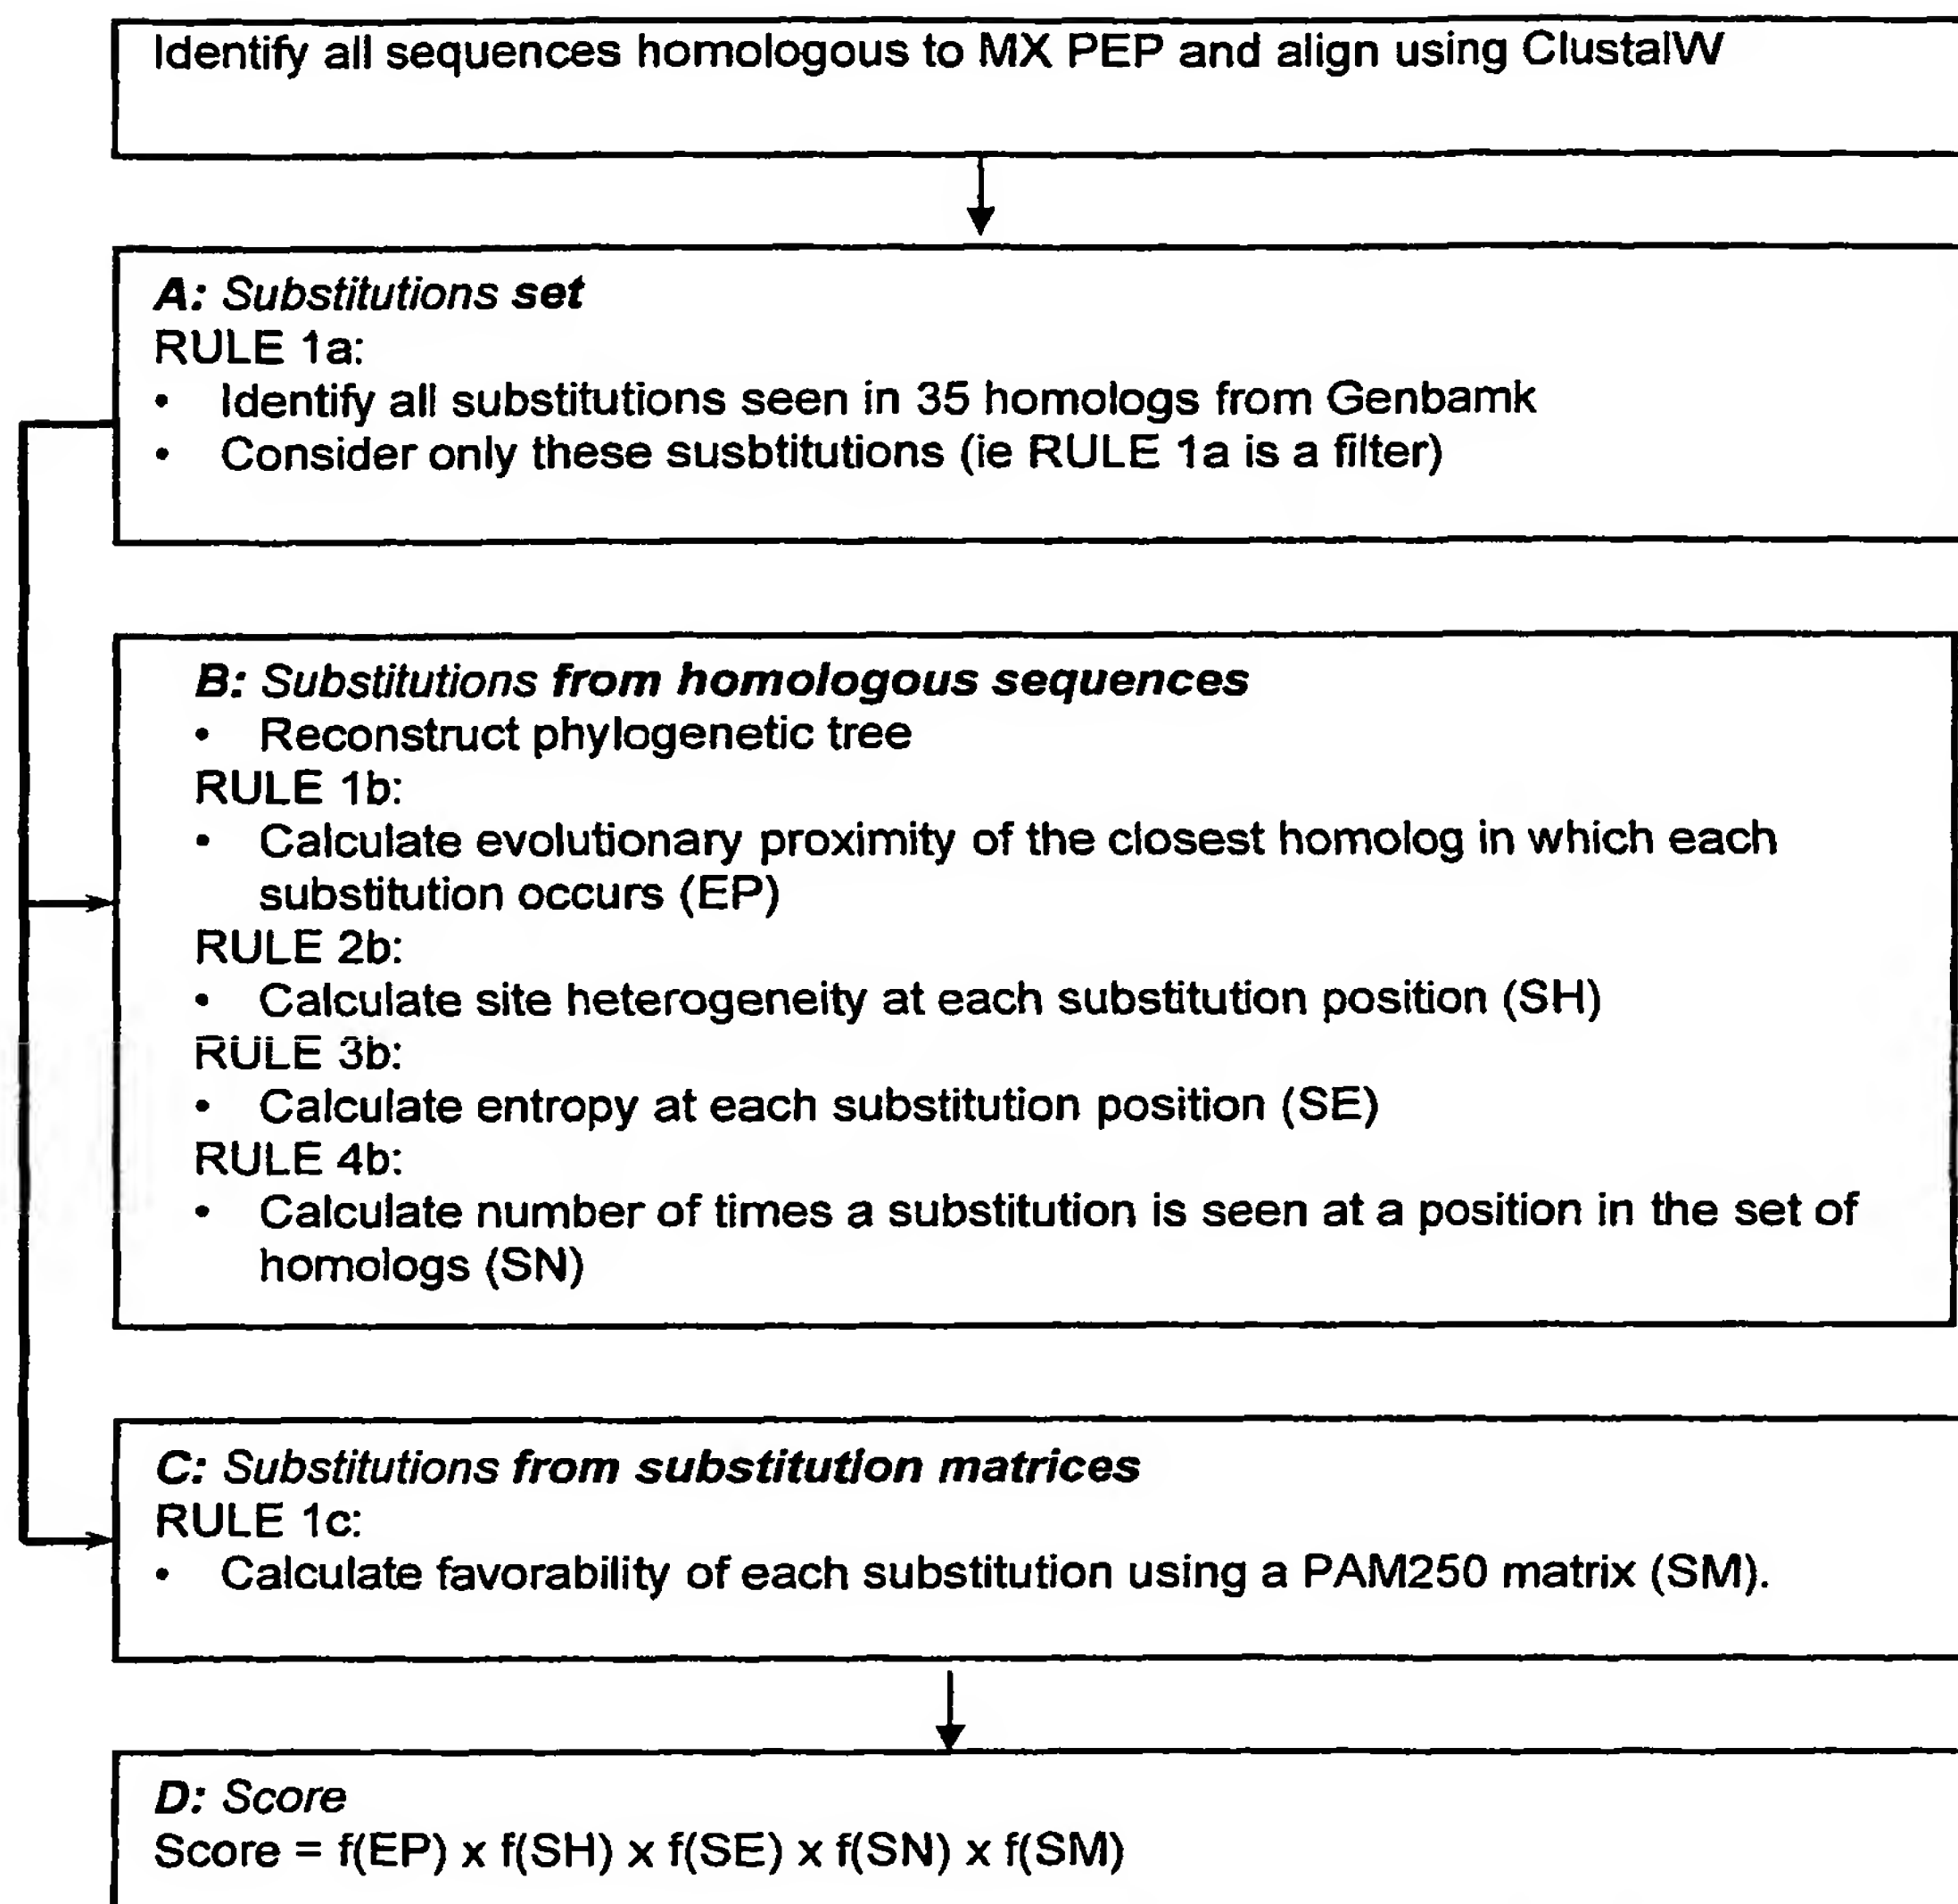 Identify all sequences homologous to MX PEP and align using ClustalW
A: Substitutions set
RULE 1a:
• Identify all substitutions seen in 35 homologs from Genbamk
• Consider only these susbtitutions (ie RULE 1a is a filter)
B: Substitutions from homologous sequences
• Reconstruct phylogenetic tree
RULE 1b:
• Calculate evolutionary proximity of the closest homolog in which each
substitution occurs (EP)
RULE 2b:
• Calculate site heterogeneity at each substitution position (SH)
RULE 3b:
• Calculate entropy at each substitution position (SE)
RULE 4b:
• Calculate number of times a substitution is seen at a position in the set of
homologs (SN)
C: Substitutions from substitution matrices
RULE 1c:
• Calculate favorability of each substitution using a PAM250 matrix (SM).
D: Score
Score = f(EP) x f(SH) x f(SE) x f(SN) x f(SM)